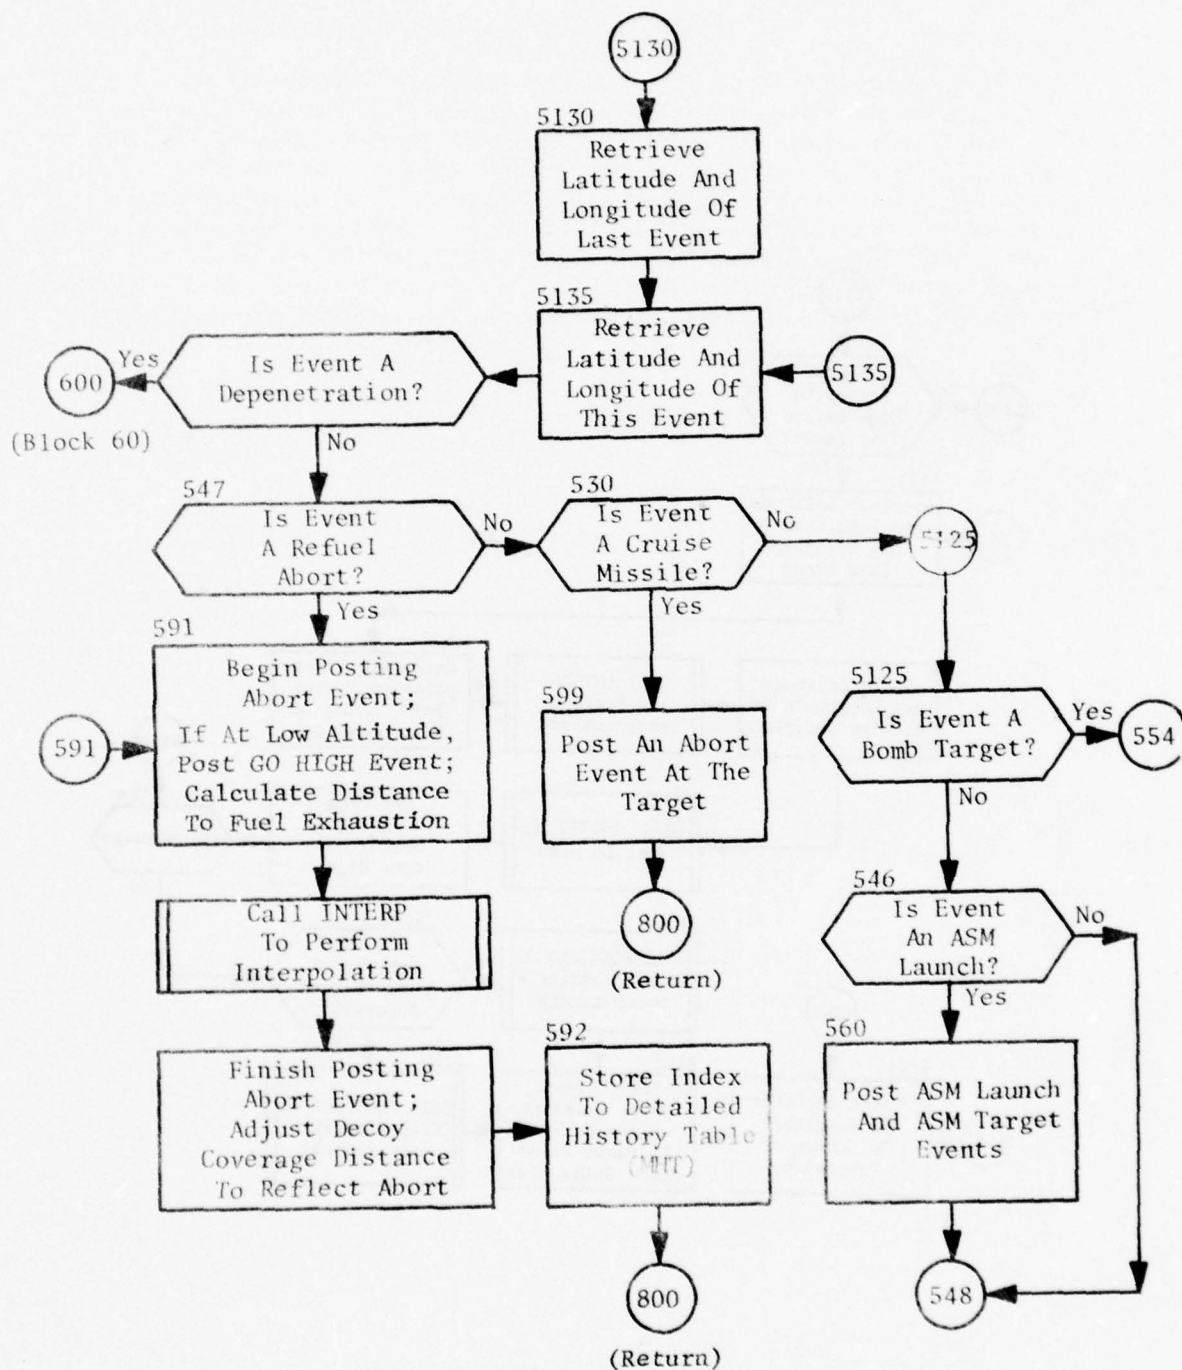 5130
5130
Retrieve
Latitude And
Longitude Of
Last Event
5135
Retrieve
Latitude And
Longitude Of
This Event
5135
Is Event A
Depenetration?
Yes
600
(Block 60)
No
547
Is Event
A Refuel
Abort?
No
530
Is Event
A Cruise
Missile?
No
5125
Yes
591
Begin Posting
Abort Event;
If At Low Altitude,
Post GO HIGH Event;
Calculate Distance
To Fuel Exhaustion
591
Yes
599
Post An Abort
Event At The
Target
800
(Return)
5125
Is Event A
Bomb Target?
Yes
554
No
546
Is Event
An ASM
Launch?
No
Yes
560
Post ASM Launch
And ASM Target
Events
548
Call INTERP
To Perform
Interpolation
Finish Posting
Abort Event;
Adjust Decoy
Coverage Distance
To Reflect Abort
592
Store Index
To Detailed
History Table
(MHT)
800
(Return)